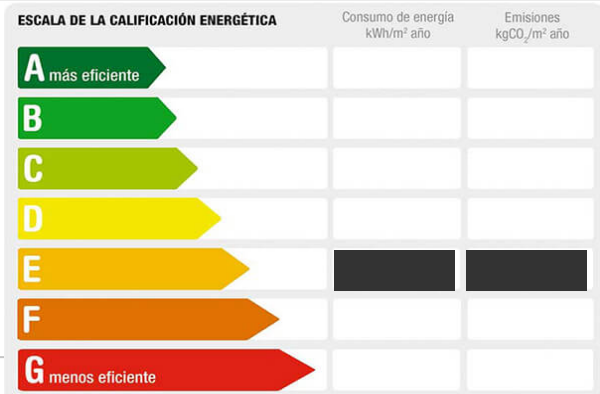 ESCALA DE LA CALIFICACIÓN ENERGÉTICA
Consumo de energía
kWh/m² año
Emisiones
kgCO₂/m² año
A más eficiente
B
C
D
E
F
G menos eficiente